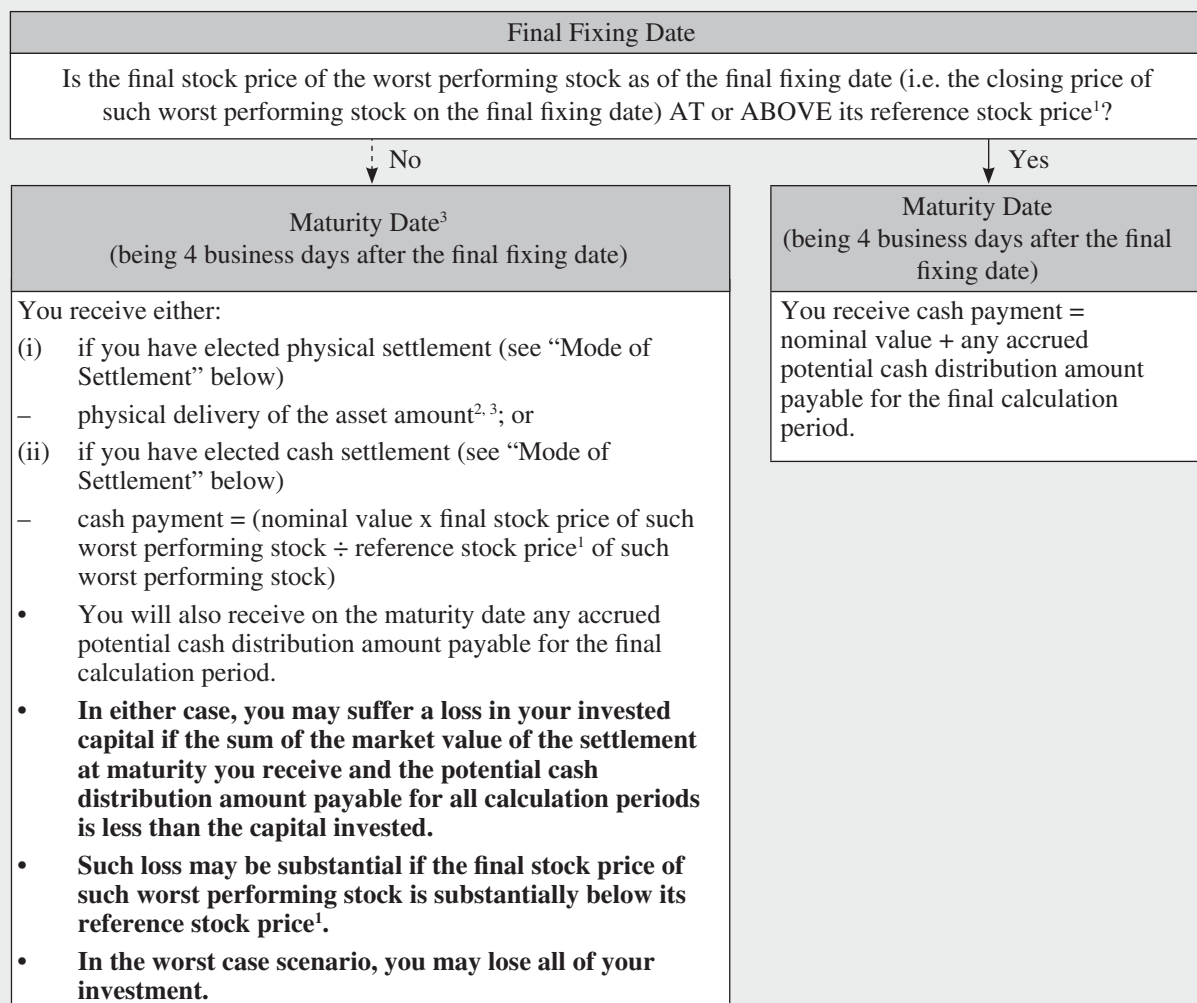 Final Fixing Date
Is the final stock price of the worst performing stock as of the final fixing date (i.e. the closing price of
such worst performing stock on the final fixing date) AT or ABOVE its reference stock price¹?
No
Yes
Maturity Date³
(being 4 business days after the final fixing date)
You receive either:
(i) if you have elected physical settlement (see “Mode of
Settlement” below)
– physical delivery of the asset amount², ³; or
(ii) if you have elected cash settlement (see “Mode of
Settlement” below)
– cash payment = (nominal value x final stock price of such
worst performing stock ÷ reference stock price¹ of such
worst performing stock)
• You will also receive on the maturity date any accrued
potential cash distribution amount payable for the final
calculation period.
• In either case, you may suffer a loss in your invested
capital if the sum of the market value of the settlement
at maturity you receive and the potential cash
distribution amount payable for all calculation periods
is less than the capital invested.
• Such loss may be substantial if the final stock price of
such worst performing stock is substantially below its
reference stock price¹.
• In the worst case scenario, you may lose all of your
investment.
Maturity Date
(being 4 business days after the final
fixing date)
You receive cash payment =
nominal value + any accrued
potential cash distribution amount
payable for the final calculation
period.